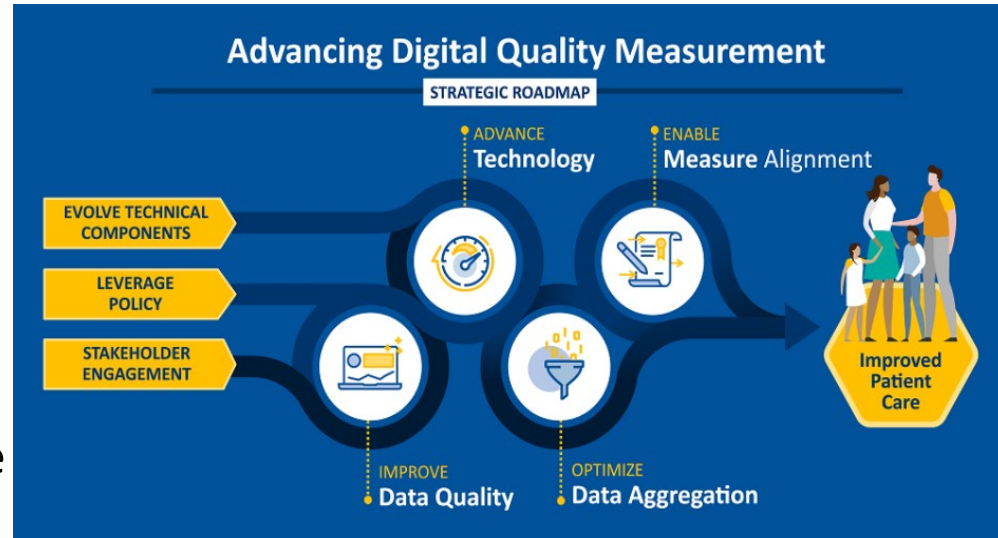 Advancing Digital Quality Measurement
STRATEGIC ROADMAP
ADVANCE
Technology
ENABLE
Measure Alignment
EVOLVE TECHNICAL
COMPONENTS
LEVERAGE
POLICY
STAKEHOLDER
ENGAGEMENT
IMPROVE
Data Quality
OPTIMIZE
Data Aggregation
Improved
Patient
Care